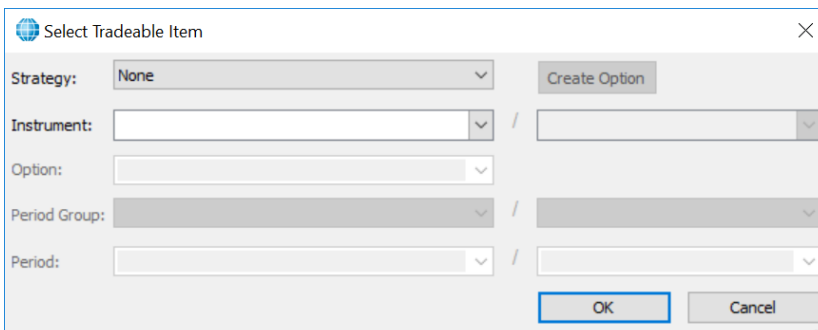 Select Tradeable Item
Strategy: None Create Option
Instrument: /
Option:
Period Group: /
Period: /
OK Cancel